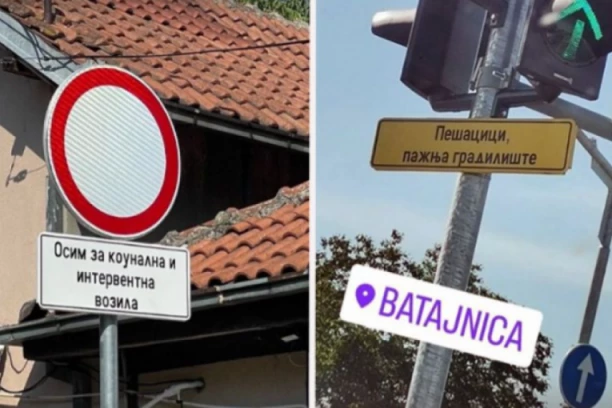 Осим за коунална и
интервентна
возила
Пешацици,
пажња градилиште
BATAJNICA